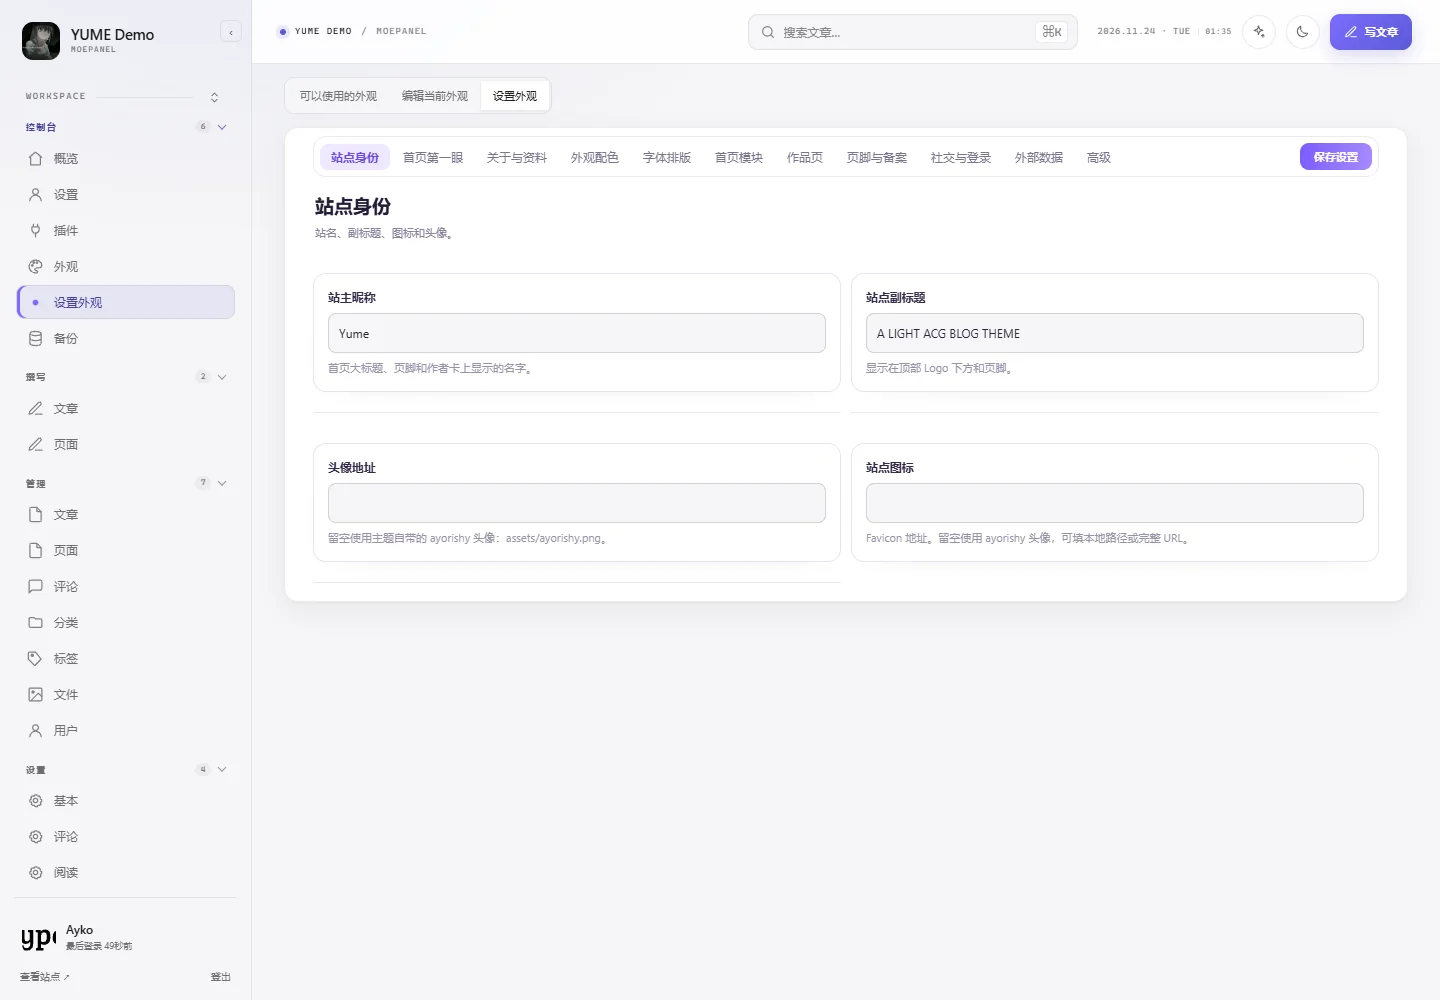 YUME Demo
MOEPANEL
‹
WORKSPACE
控制台 6
概览
设置
插件
外观
设置外观
备份
撰写 2
文章
页面
管理 7
文章
页面
评论
分类
标签
文件
用户
设置 4
基本
评论
阅读
ype
Ayko
最后登录 49秒前
查看站点 ↗ 登出
YUME DEMO / MOEPANEL
搜索文章... ⌘K
2026.11.24 · TUE 01:35
写文章
可以使用的外观 编辑当前外观 设置外观
站点身份 首页第一眼 关于与资料 外观配色 字体排版 首页模块 作品页 页脚与备案 社交与登录 外部数据 高级 保存设置
站点身份
站名、副标题、图标和头像。
站主昵称
Yume
首页大标题、页脚和作者卡上显示的名字。
站点副标题
A LIGHT ACG BLOG THEME
显示在顶部 Logo 下方和页脚。
头像地址
留空使用主题自带的 ayorishy 头像：assets/ayorishy.png。
站点图标
Favicon 地址。留空使用 ayorishy 头像，可填本地路径或完整 URL。